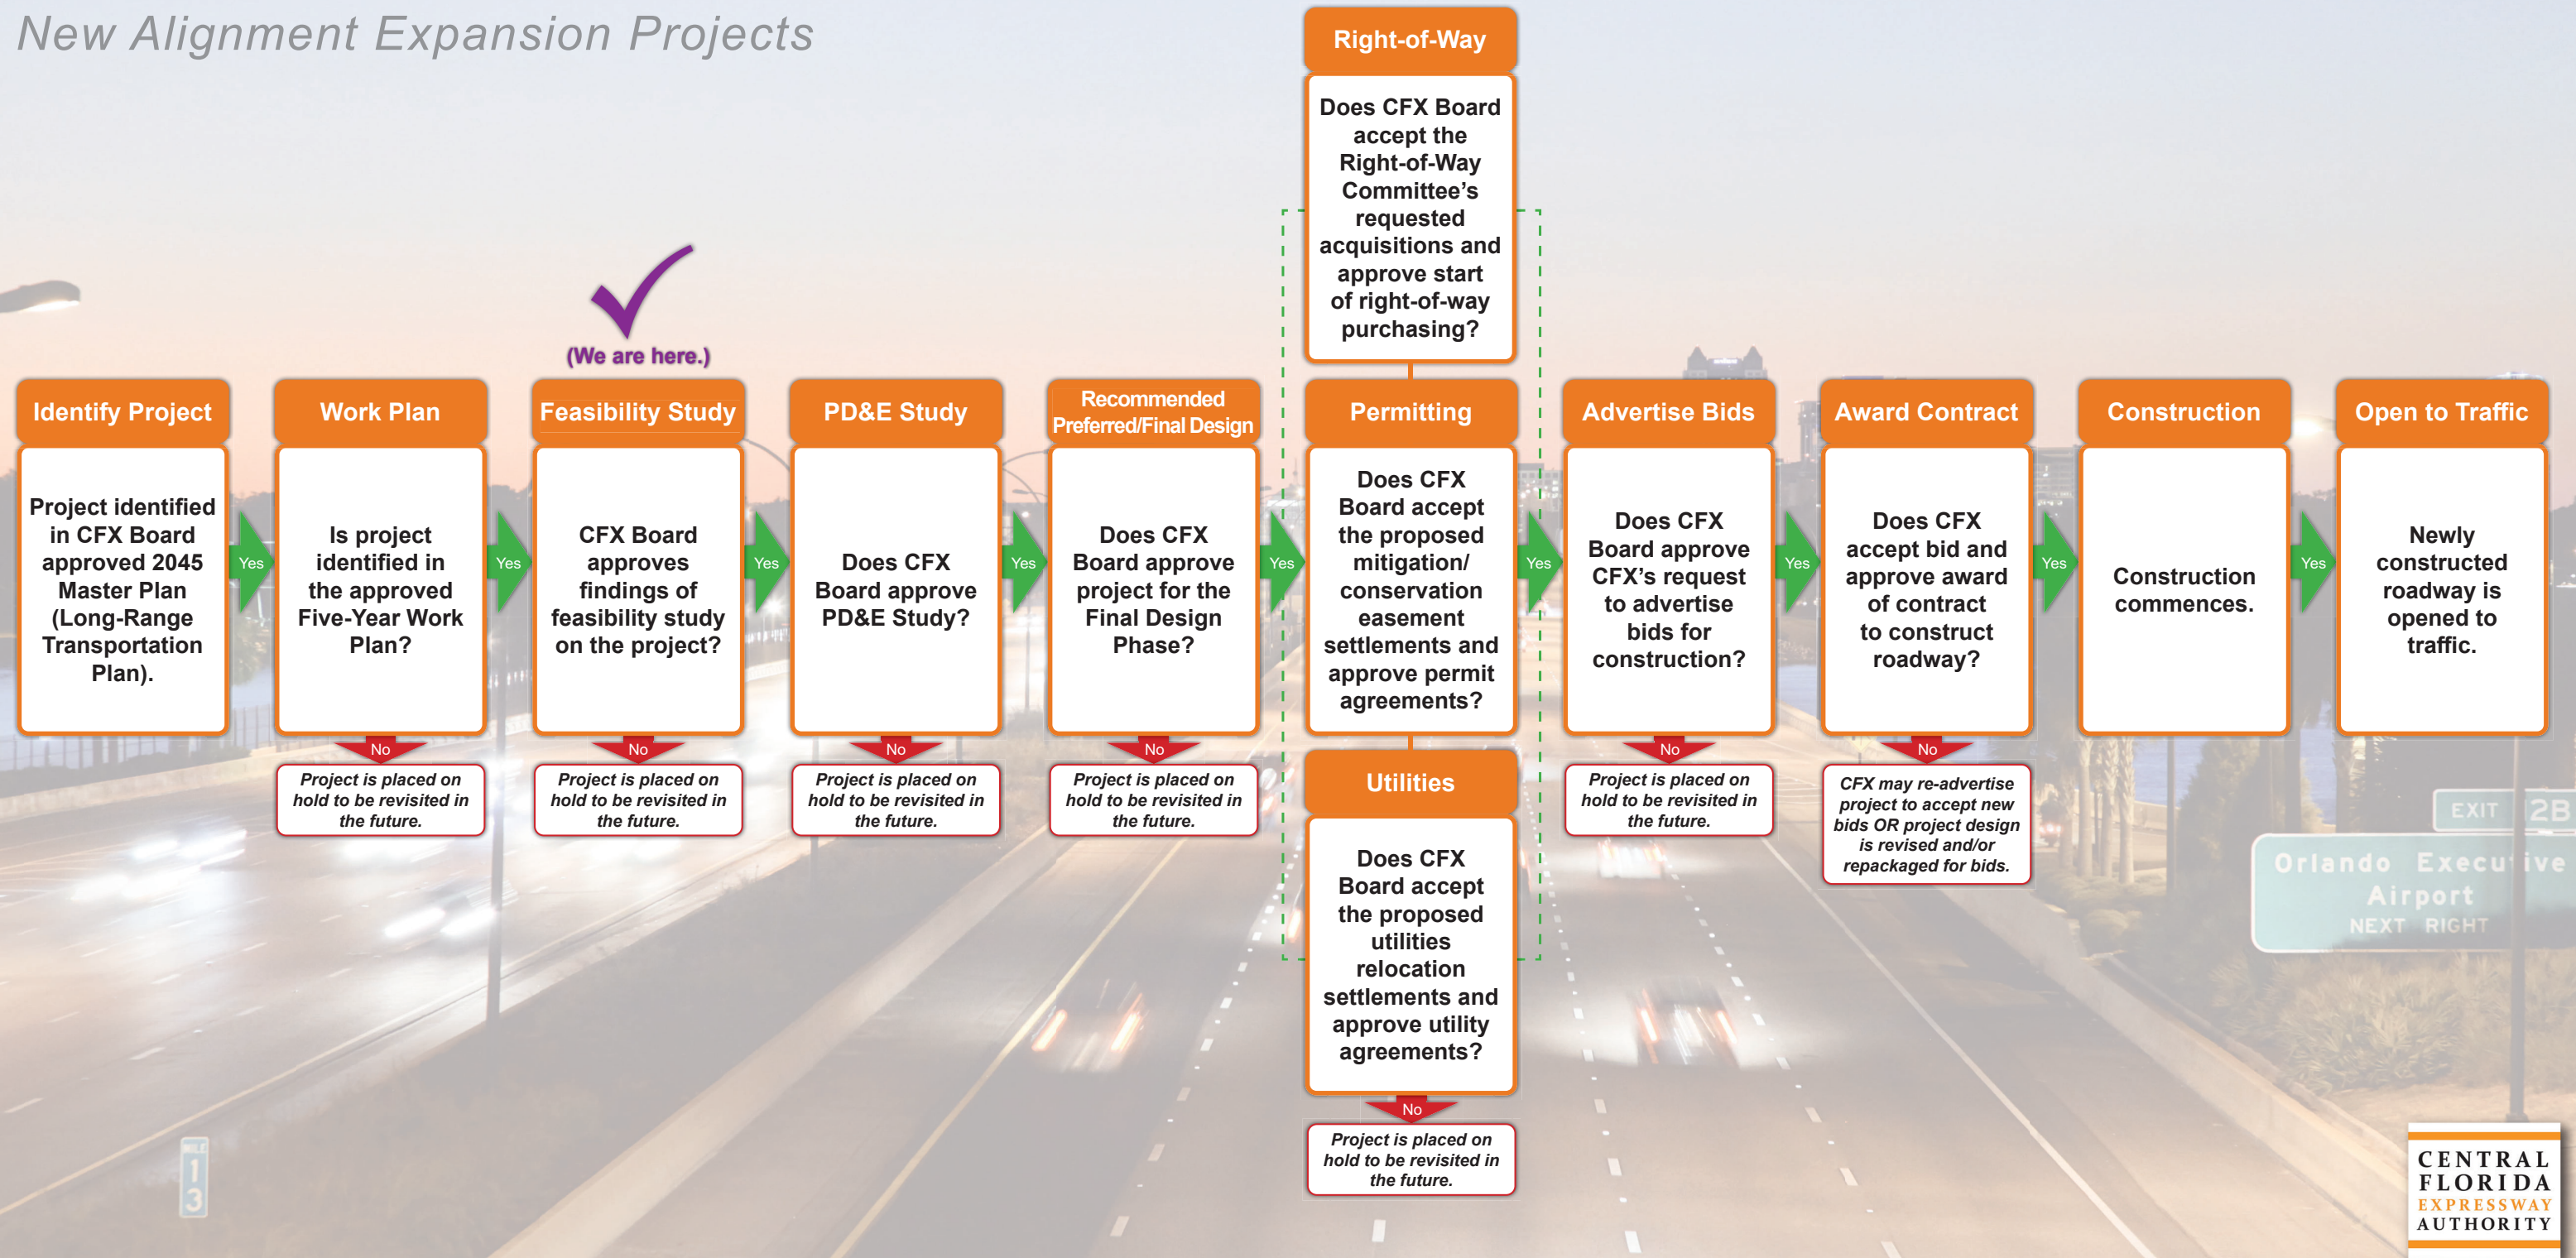 New Alignment Expansion Projects
Right-of-Way
Does CFX Board
accept the
Right-of-Way
Committee’s
requested
acquisitions and
approve start
of right-of-way
purchasing?
(We are here.)
Identify Project
Project identified
in CFX Board
approved 2045
Master Plan
(Long-Range
Transportation
Plan).
Yes
Work Plan
Is project
identified in
the approved
Five-Year Work
Plan?
No
Project is placed on
hold to be revisited in
the future.
Yes
Feasibility Study
CFX Board
approves
findings of
feasibility study
on the project?
No
Project is placed on
hold to be revisited in
the future.
Yes
PD&E Study
Does CFX
Board approve
PD&E Study?
No
Project is placed on
hold to be revisited in
the future.
Yes
Recommended
Preferred/Final Design
Does CFX
Board approve
project for the
Final Design
Phase?
No
Project is placed on
hold to be revisited in
the future.
Yes
Permitting
Does CFX
Board accept
the proposed
mitigation/
conservation
easement
settlements and
approve permit
agreements?
Utilities
Does CFX
Board accept
the proposed
utilities
relocation
settlements and
approve utility
agreements?
No
Project is placed on
hold to be revisited in
the future.
Yes
Advertise Bids
Does CFX
Board approve
CFX’s request
to advertise
bids for
construction?
No
Project is placed on
hold to be revisited in
the future.
Yes
Award Contract
Does CFX
accept bid and
approve award
of contract
to construct
roadway?
No
CFX may re-advertise
project to accept new
bids OR project design
is revised and/or
repackaged for bids.
Yes
Construction
Construction
commences.
Yes
Open to Traffic
Newly
constructed
roadway is
opened to
traffic.
EXIT 2B
Orlando Executive
Airport
NEXT RIGHT
MILE
1
3
CENTRAL
FLORIDA
EXPRESSWAY
AUTHORITY